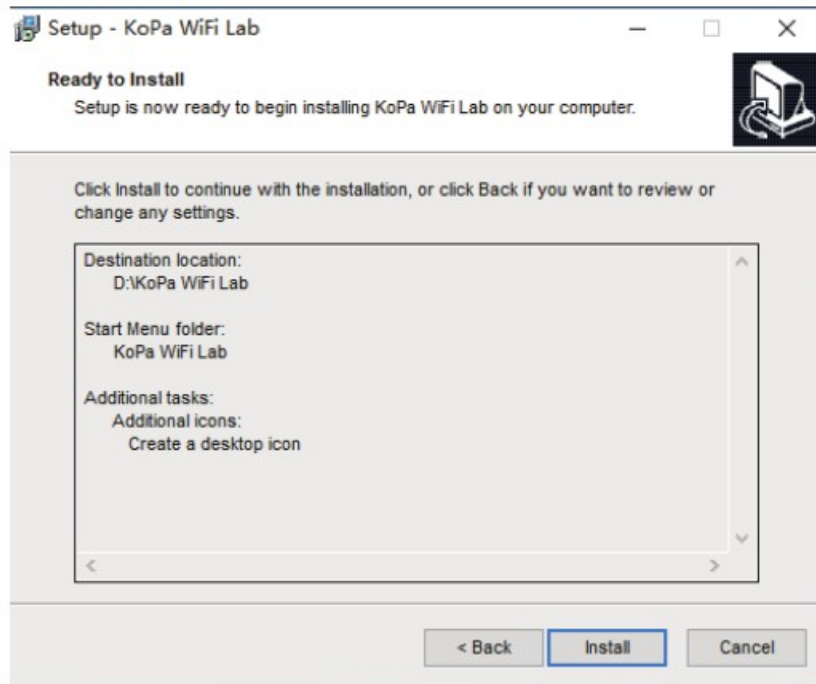 Setup - KoPa WiFi Lab
Ready to Install
Setup is now ready to begin installing KoPa WiFi Lab on your computer.
Click Install to continue with the installation, or click Back if you want to review or
change any settings.
Destination location:
D:\KoPa WiFi Lab
Start Menu folder:
KoPa WiFi Lab
Additional tasks:
Additional icons:
Create a desktop icon
< Back
Install
Cancel